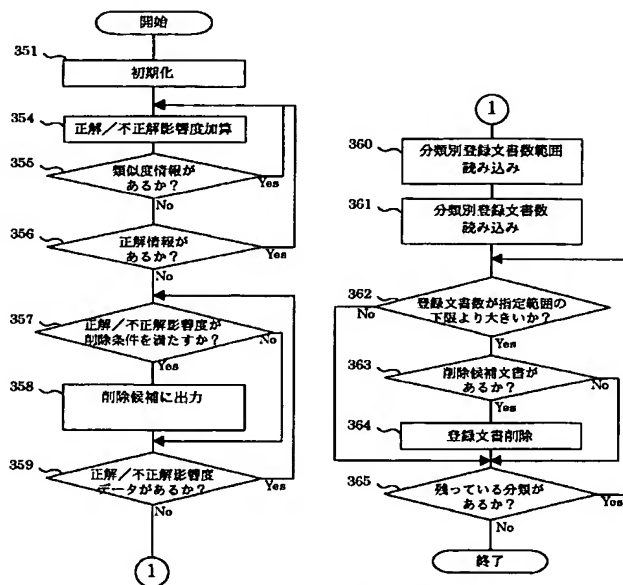 開始
351
初期化
354
正解／不正解影響度加算
355
類似度情報が
あるか？
Yes
No
356
正解情報が
あるか？
Yes
No
357
正解／不正解影響度が
削除条件を満たすか？
No
Yes
358
削除候補に出力
359
正解／不正解影響度
データがあるか？
Yes
No
1
1
360
分類別登録文書数範囲
読み込み
361
分類別登録文書数
読み込み
362
登録文書数が指定範囲の
下限より大きいか？
No
Yes
363
削除候補文書が
あるか？
No
Yes
364
登録文書削除
365
残っている分類が
あるか？
Yes
No
終了